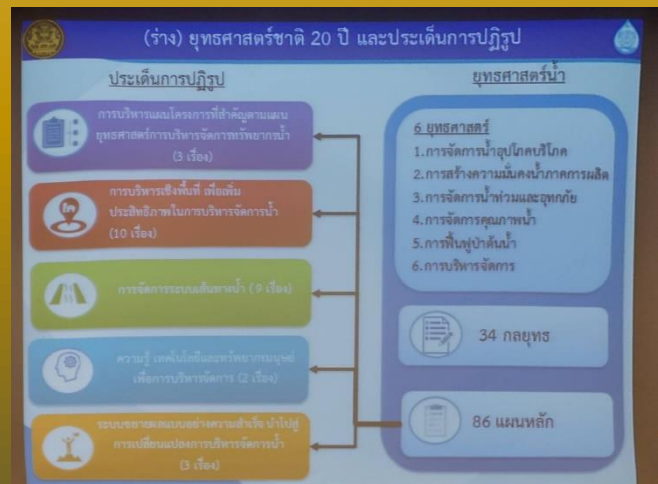 (ร่าง) ยุทธศาสตร์ชาติ 20 ปี และประเด็นการปฏิรูป
ประเด็นการปฏิรูป
การบริหารแผนโครงการที่สำคัญตามแผน
ยุทธศาสตร์การบริหารจัดการทรัพยากรน้ำ
(3 เรื่อง)
การบริหารเชิงพื้นที่ เพื่อเพิ่ม
ประสิทธิภาพในการบริหารจัดการน้ำ
(10 เรื่อง)
การจัดการระบบเส้นทางน้ำ (9 เรื่อง)
ความรู้ เทคโนโลยีและทรัพยากรมนุษย์
เพื่อการบริหารจัดการ (2 เรื่อง)
ระบบขยายผลแบบอย่างความสำเร็จ นำไปสู่
การเปลี่ยนแปลงการบริหารจัดการน้ำ
(3 เรื่อง)
ยุทธศาสตร์น้ำ
6 ยุทธศาสตร์
1.การจัดการน้ำอุปโภคบริโภค
2.การสร้างความมั่นคงน้ำภาคการผลิต
3.การจัดการน้ำท่วมและอุทกภัย
4.การจัดการคุณภาพน้ำ
5.การฟื้นฟูป่าต้นน้ำ
6.การบริหารจัดการ
34 กลยุทธ
86 แผนหลัก